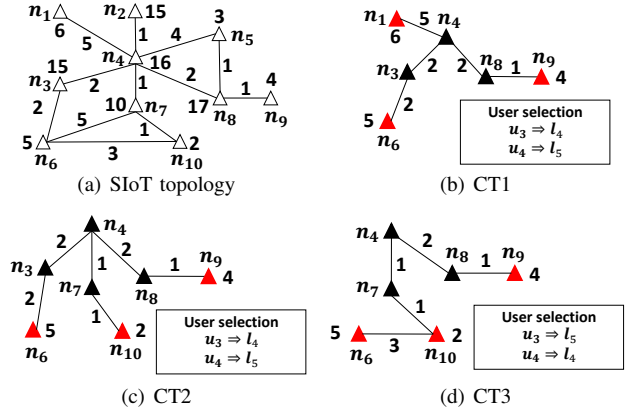 n₁ 6
n₂ 15
5
1
4
3 n₅
n₄ 16
15 n₃
2
1
2
1
4
10 n₇
17 n₈
1
n₉
2
5
1
5 n₆
3
2
n₁₀
(a) SIoT topology
n₁ 6
5
n₄
n₃
2
2
n₈
1
n₉ 4
2
5 n₆
User selection
u₃ ⇒ l₄
u₄ ⇒ l₅
(b) CT1
n₄
2
2
n₃
1
n₇
n₈
1
n₉ 4
2
5
n₆
1
2
n₁₀
User selection
u₃ ⇒ l₄
u₄ ⇒ l₅
(c) CT2
n₄
2
n₈
1
n₉ 4
1
n₇
1
5
n₆
3
2
n₁₀
User selection
u₃ ⇒ l₅
u₄ ⇒ l₄
(d) CT3